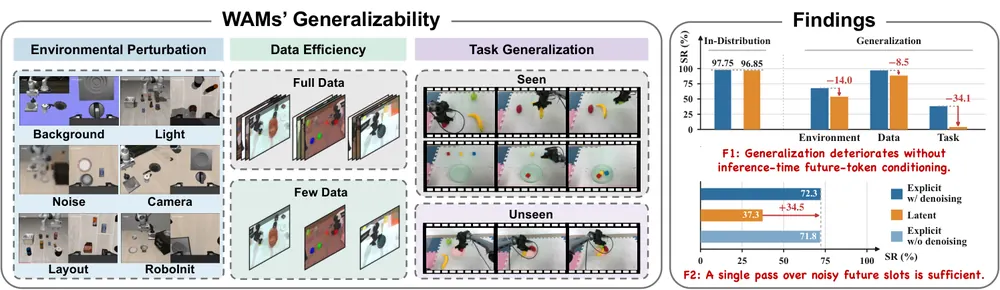 WAMs’ Generalizability
Environmental Perturbation
Background
Light
Noise
Camera
Layout
RoboInit
Data Efficiency
Full Data
Few Data
Task Generalization
Seen
Unseen
Findings
SR (%)
In-Distribution
Generalization
100
75
50
25
0
97.75
96.85
−14.0
−8.5
−34.1
Environment
Data
Task
F1: Generalization deteriorates without
inference-time future-token conditioning.
72.3
37.3
+34.5
71.8
Explicit
w/ denoising
Latent
Explicit
w/o denoising
0
25
50
75
100
SR (%)
F2: A single pass over noisy future slots is sufficient.